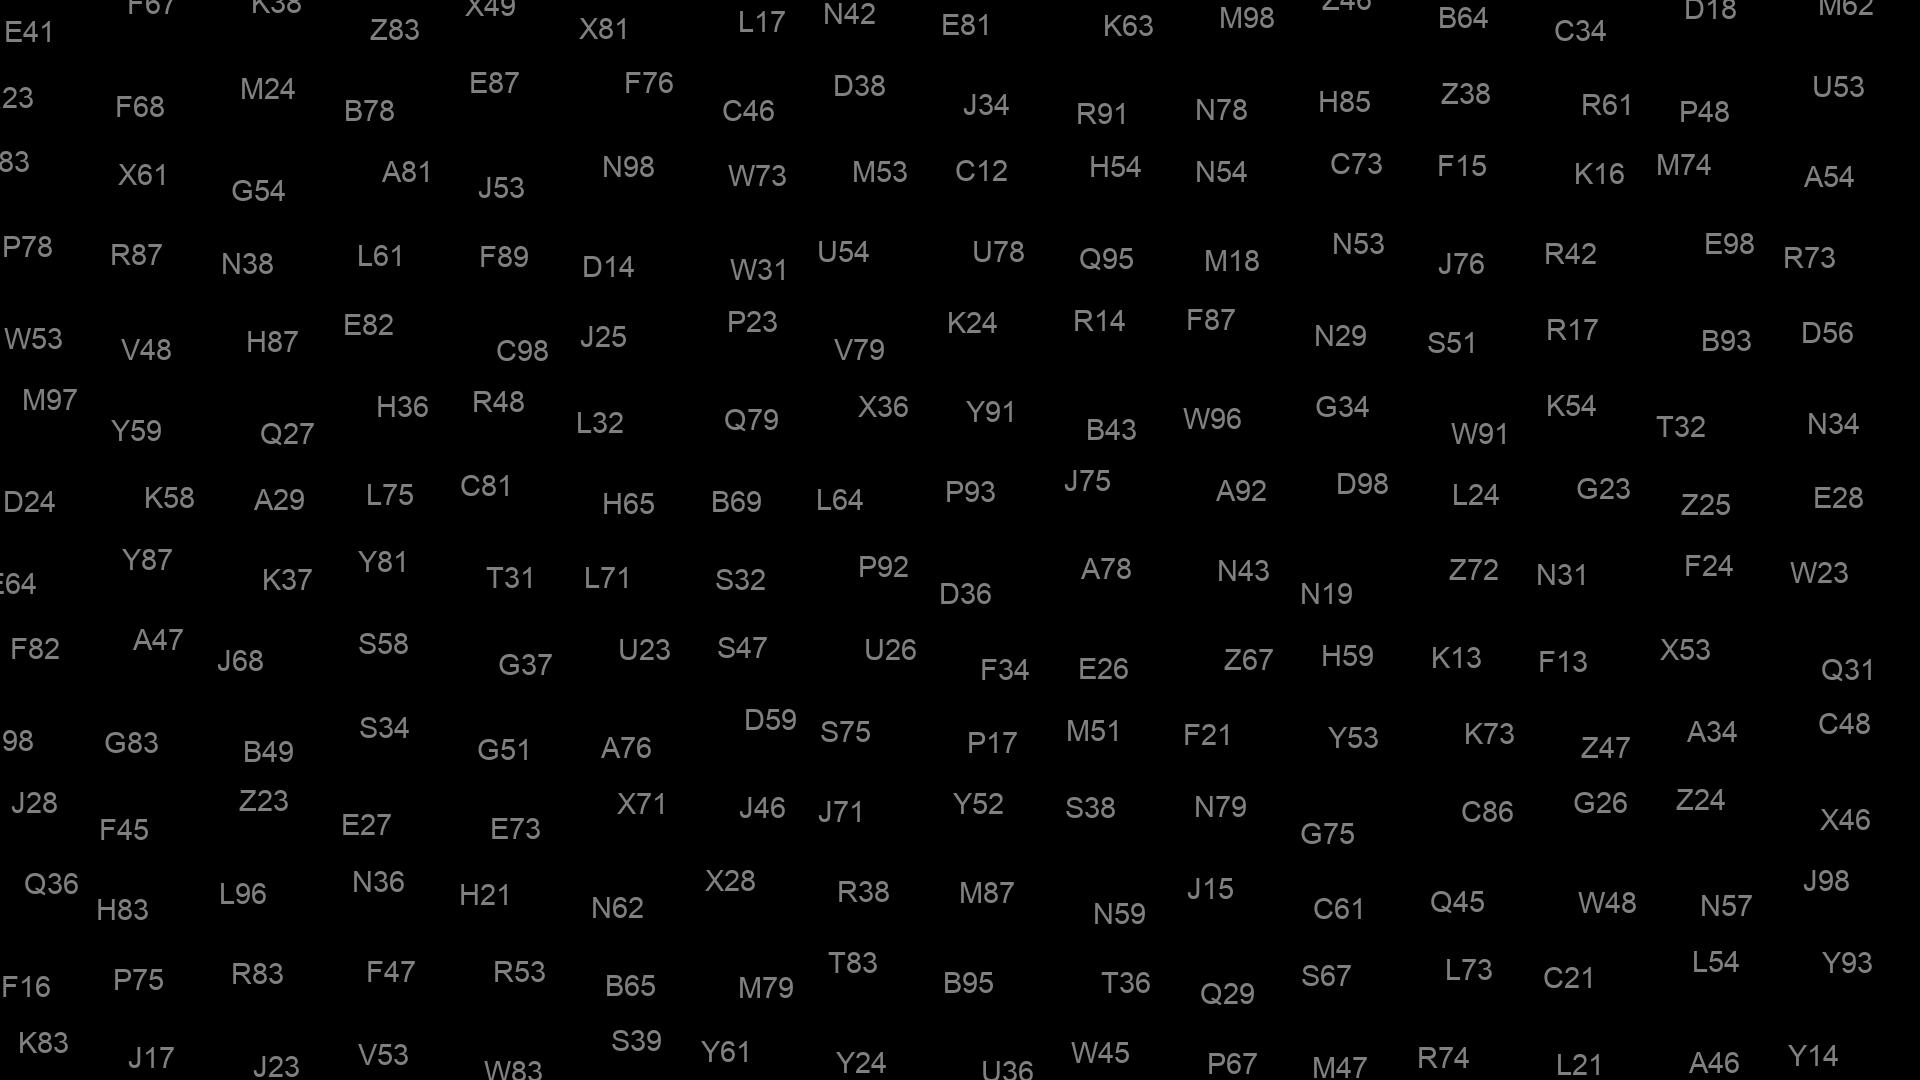 E41 F67 K38 Z83 X49 X81 L17 N42 E81 K63 M98 Z46 B64 C34 D18 M62
23 F68 M24 B78 E87 F76 C46 D38 J34 R91 N78 H85 Z38 R61 P48 U53
83 X61 G54 A81 J53 N98 W73 M53 C12 H54 N54 C73 F15 K16 M74 A54
P78 R87 N38 L61 F89 D14 W31 U54 U78 Q95 M18 N53 J76 R42 E98 R73
W53 V48 H87 E82 C98 J25 P23 V79 K24 R14 F87 N29 S51 R17 B93 D56
M97 Y59 Q27 H36 R48 L32 Q79 X36 Y91 B43 W96 G34 W91 K54 T32 N34
D24 K58 A29 L75 C81 H65 B69 L64 P93 J75 A92 D98 L24 G23 Z25 E28
E64 Y87 K37 Y81 T31 L71 S32 P92 D36 A78 N43 N19 Z72 N31 F24 W23
F82 A47 J68 S58 G37 U23 S47 U26 F34 E26 Z67 H59 K13 F13 X53 Q31
98 G83 B49 S34 G51 A76 D59 S75 P17 M51 F21 Y53 K73 Z47 A34 C48
J28 F45 Z23 E27 E73 X71 J46 J71 Y52 S38 N79 G75 C86 G26 Z24 X46
Q36 H83 L96 N36 H21 N62 X28 R38 M87 N59 J15 C61 Q45 W48 N57 J98
F16 P75 R83 F47 R53 B65 M79 T83 B95 T36 Q29 S67 L73 C21 L54 Y93
K83 J17 J23 V53 W83 S39 Y61 Y24 U36 W45 P67 M47 R74 L21 A46 Y14